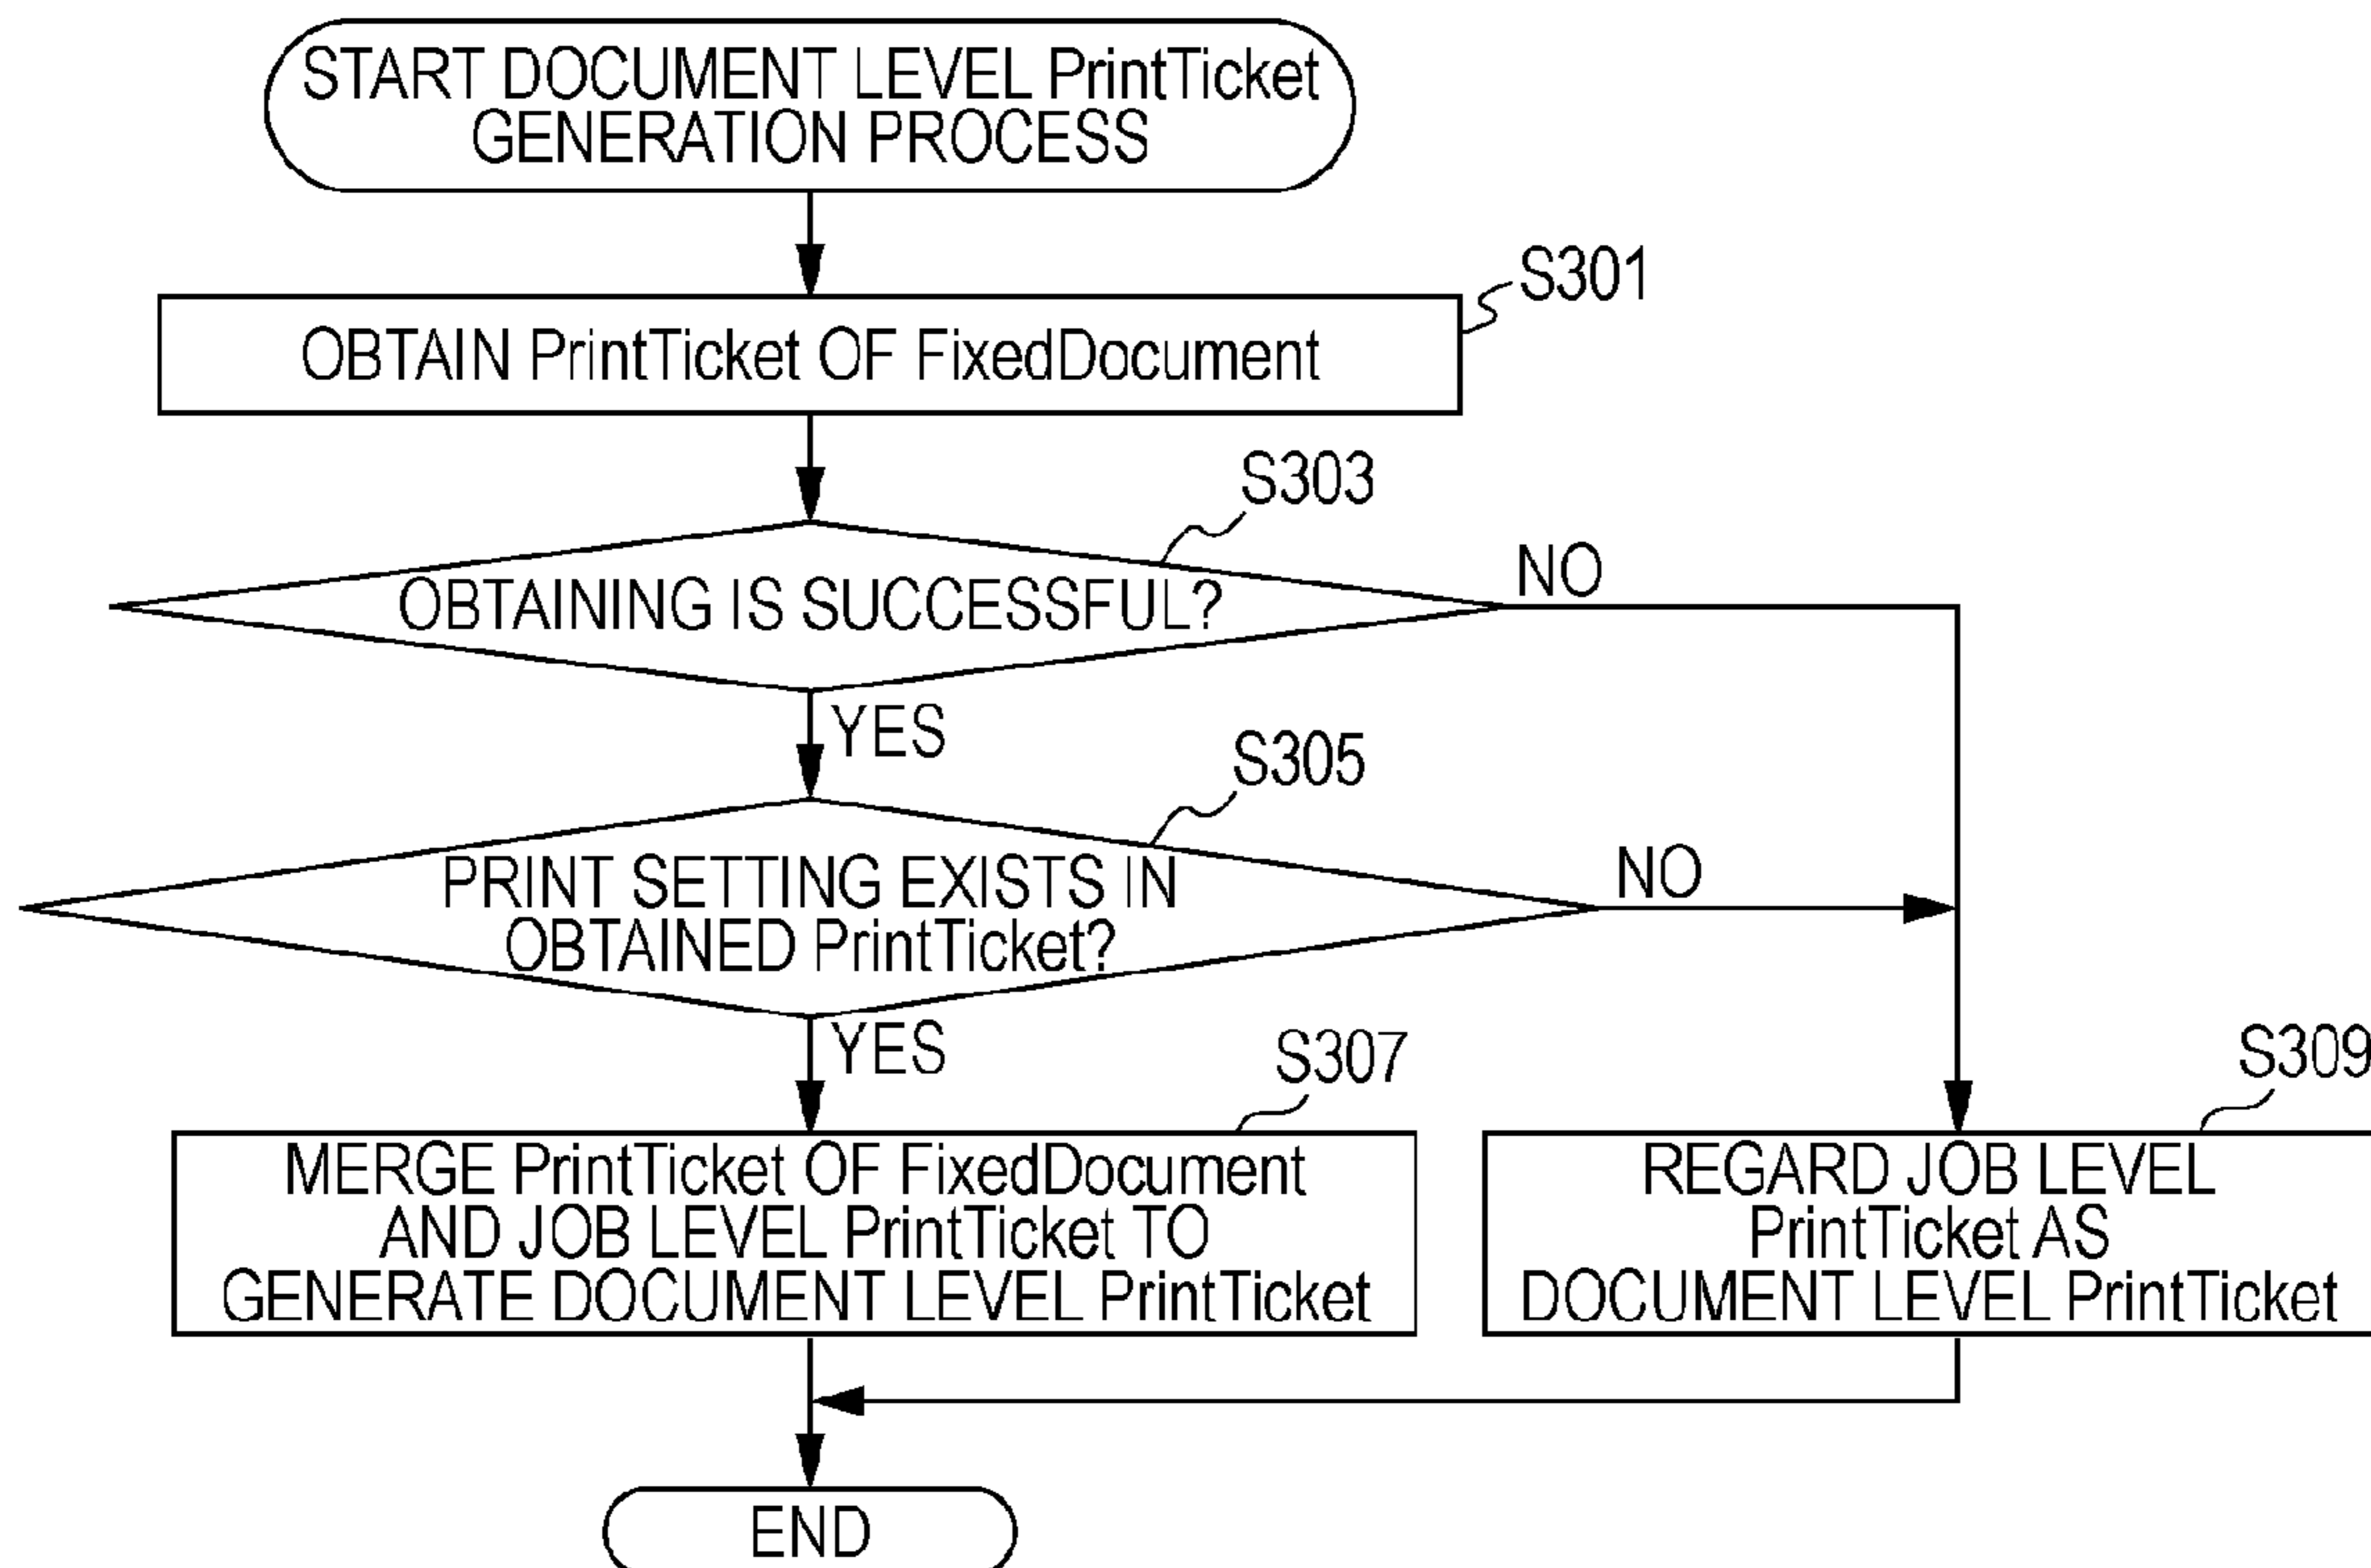 START DOCUMENT LEVEL PrintTicket
GENERATION PROCESS
S301
OBTAIN PrintTicket OF FixedDocument
S303
OBTAINING IS SUCCESSFUL?
NO
YES
S305
PRINT SETTING EXISTS IN
OBTAINED PrintTicket?
NO
YES
S307
MERGE PrintTicket OF FixedDocument
AND JOB LEVEL PrintTicket TO
GENERATE DOCUMENT LEVEL PrintTicket
S309
REGARD JOB LEVEL
PrintTicket AS
DOCUMENT LEVEL PrintTicket
END